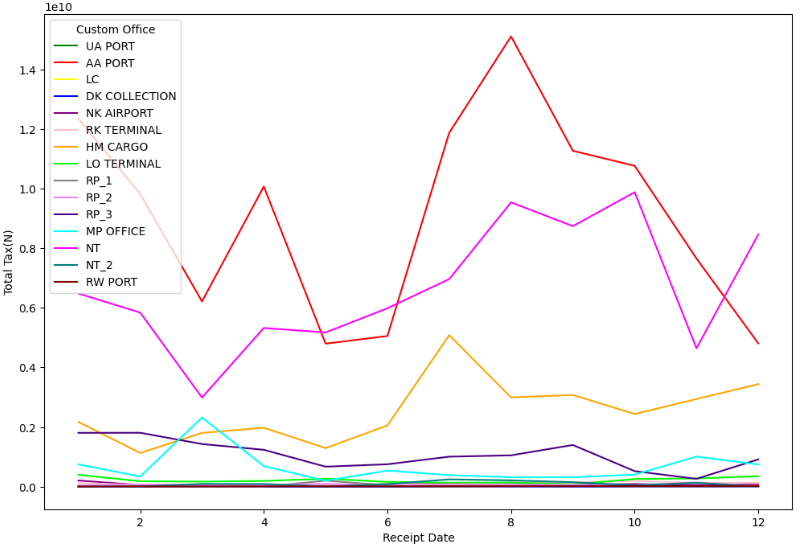 1e10
Custom Office
UA PORT
AA PORT
LC
DK COLLECTION
NK AIRPORT
RK TERMINAL
HM CARGO
LO TERMINAL
RP_1
RP_2
RP_3
MP OFFICE
NT
NT_2
RW PORT
Total Tax(N)
1.4
1.2
1.0
0.8
0.6
0.4
0.2
0.0
2 4 6 8 10 12
Receipt Date